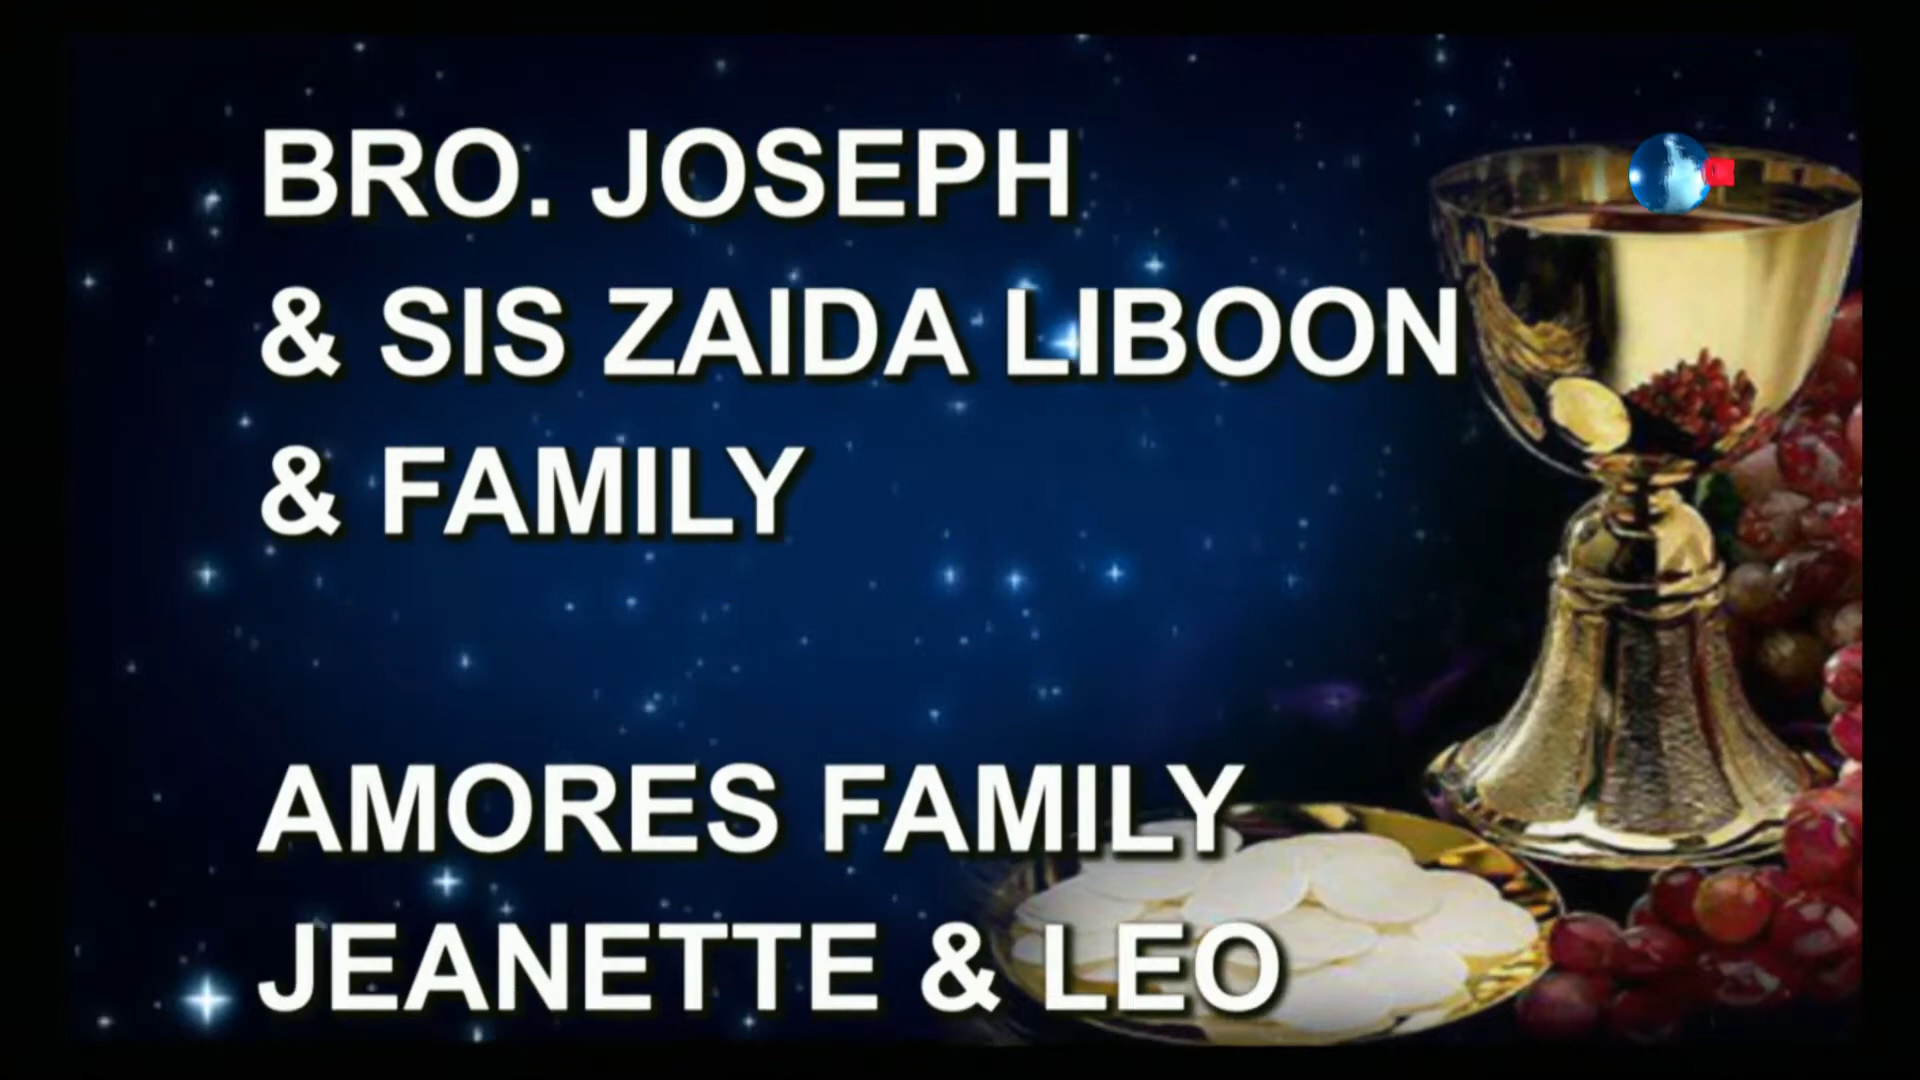 BRO. JOSEPH
& SIS ZAIDA LIBOON
& FAMILY
AMORES FAMILY
JEANETTE & LEO